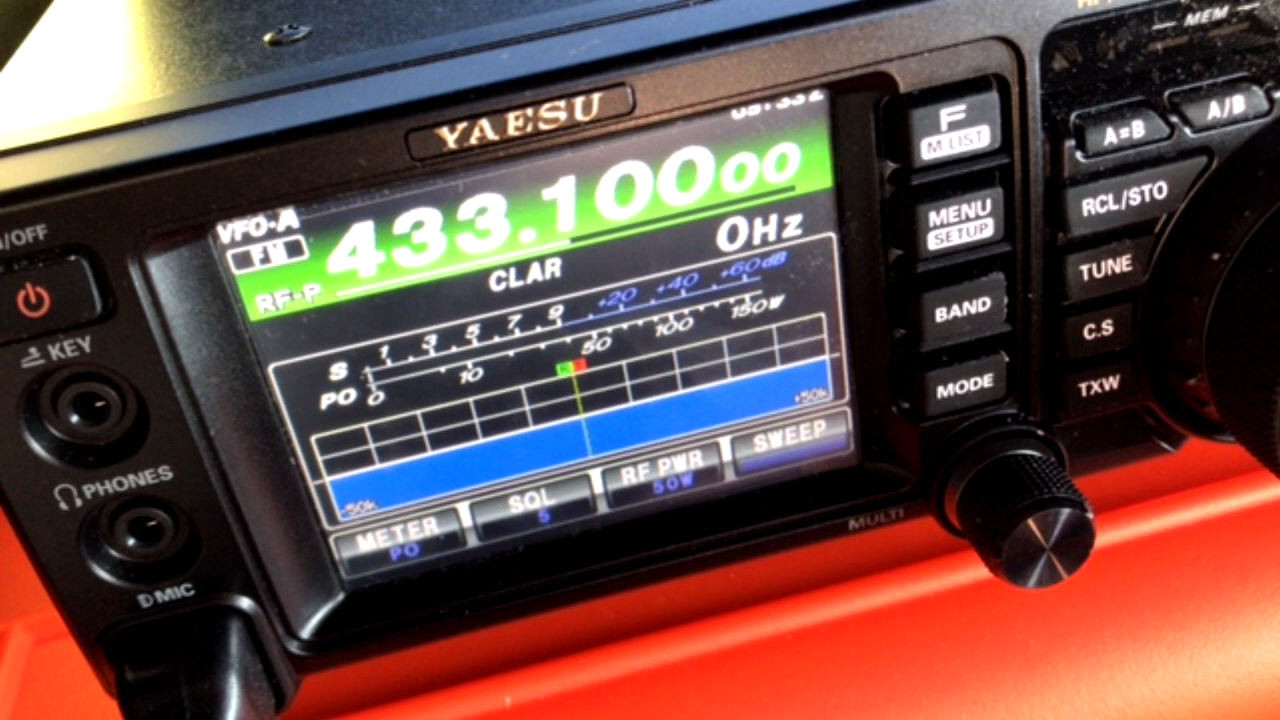 MEM
YAESU
A=B
A/B
F
M LIST
VFO-A
433.10000
FM
RF-P
0Hz
CLAR
RCL/STO
MENU
SETUP
TUNE
+20 +40 +60dB
S 1 3 5 7 9
PO 0 10 50 100 150W
BAND
C.S
KEY
MODE
TXW
-50k +50k
PHONES
METER SQL RF PWR SWEEP
PO 5 50W
MULTI
MIC